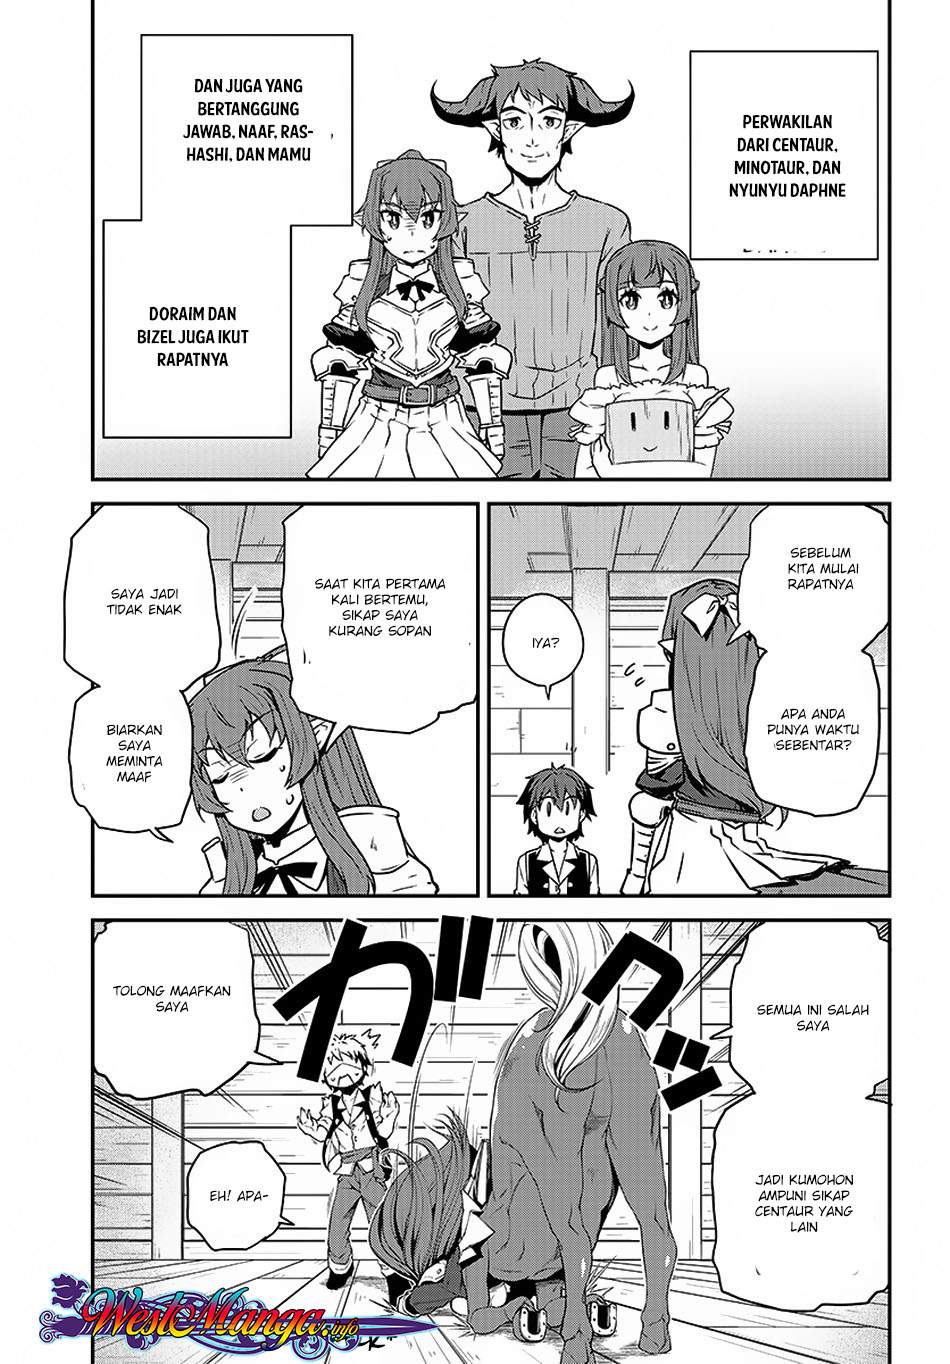 PERWAKILAN
DARI CENTAUR,
MINOTAUR, DAN
NYUNYU DAPHNE
DAN JUGA YANG
BERTANGGUNG
JAWAB, NAAF, RAS-
HASHI, DAN MAMU
DORAIM DAN
BIZEL JUGA IKUT
RAPATNYA
SEBELUM
KITA MULAI
RAPATNYA
APA ANDA
PUNYA WAKTU
SEBENTAR?
IYA?
SAAT KITA PERTAMA
KALI BERTEMU,
SIKAP SAYA
KURANG SOPAN
SAYA JADI
TIDAK ENAK
BIARKAN
SAYA
MEMINTA
MAAF
SEMUA INI SALAH
SAYA
JADI KUMOHON
AMPUNI SIKAP
CENTAUR YANG
LAIN
ガクッ
TOLONG MAAFKAN
SAYA
EH! APA-
WestManga.info